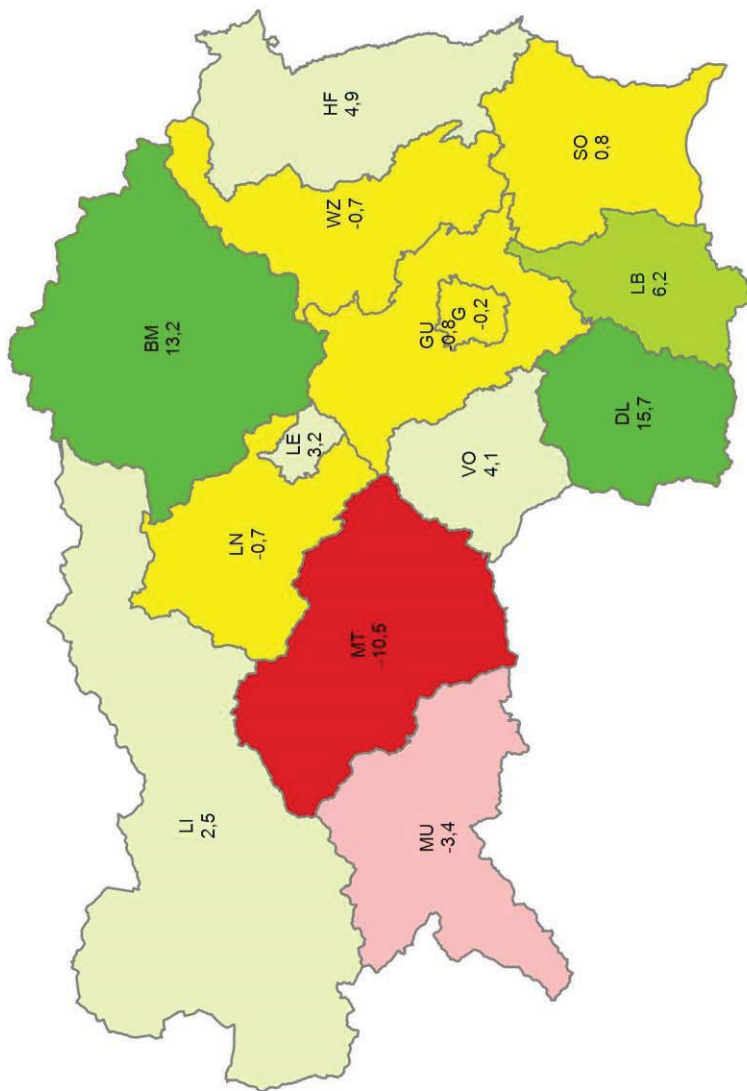 BM
13,2
LI
2,5
LN
-0,7
LE
3,2
WZ
-0,7
HF
4,9
MT
-10,5
MU
-3,4
GU
-0,8
G
-0,2
VO
4,1
SO
0,8
DL
15,7
LB
6,2